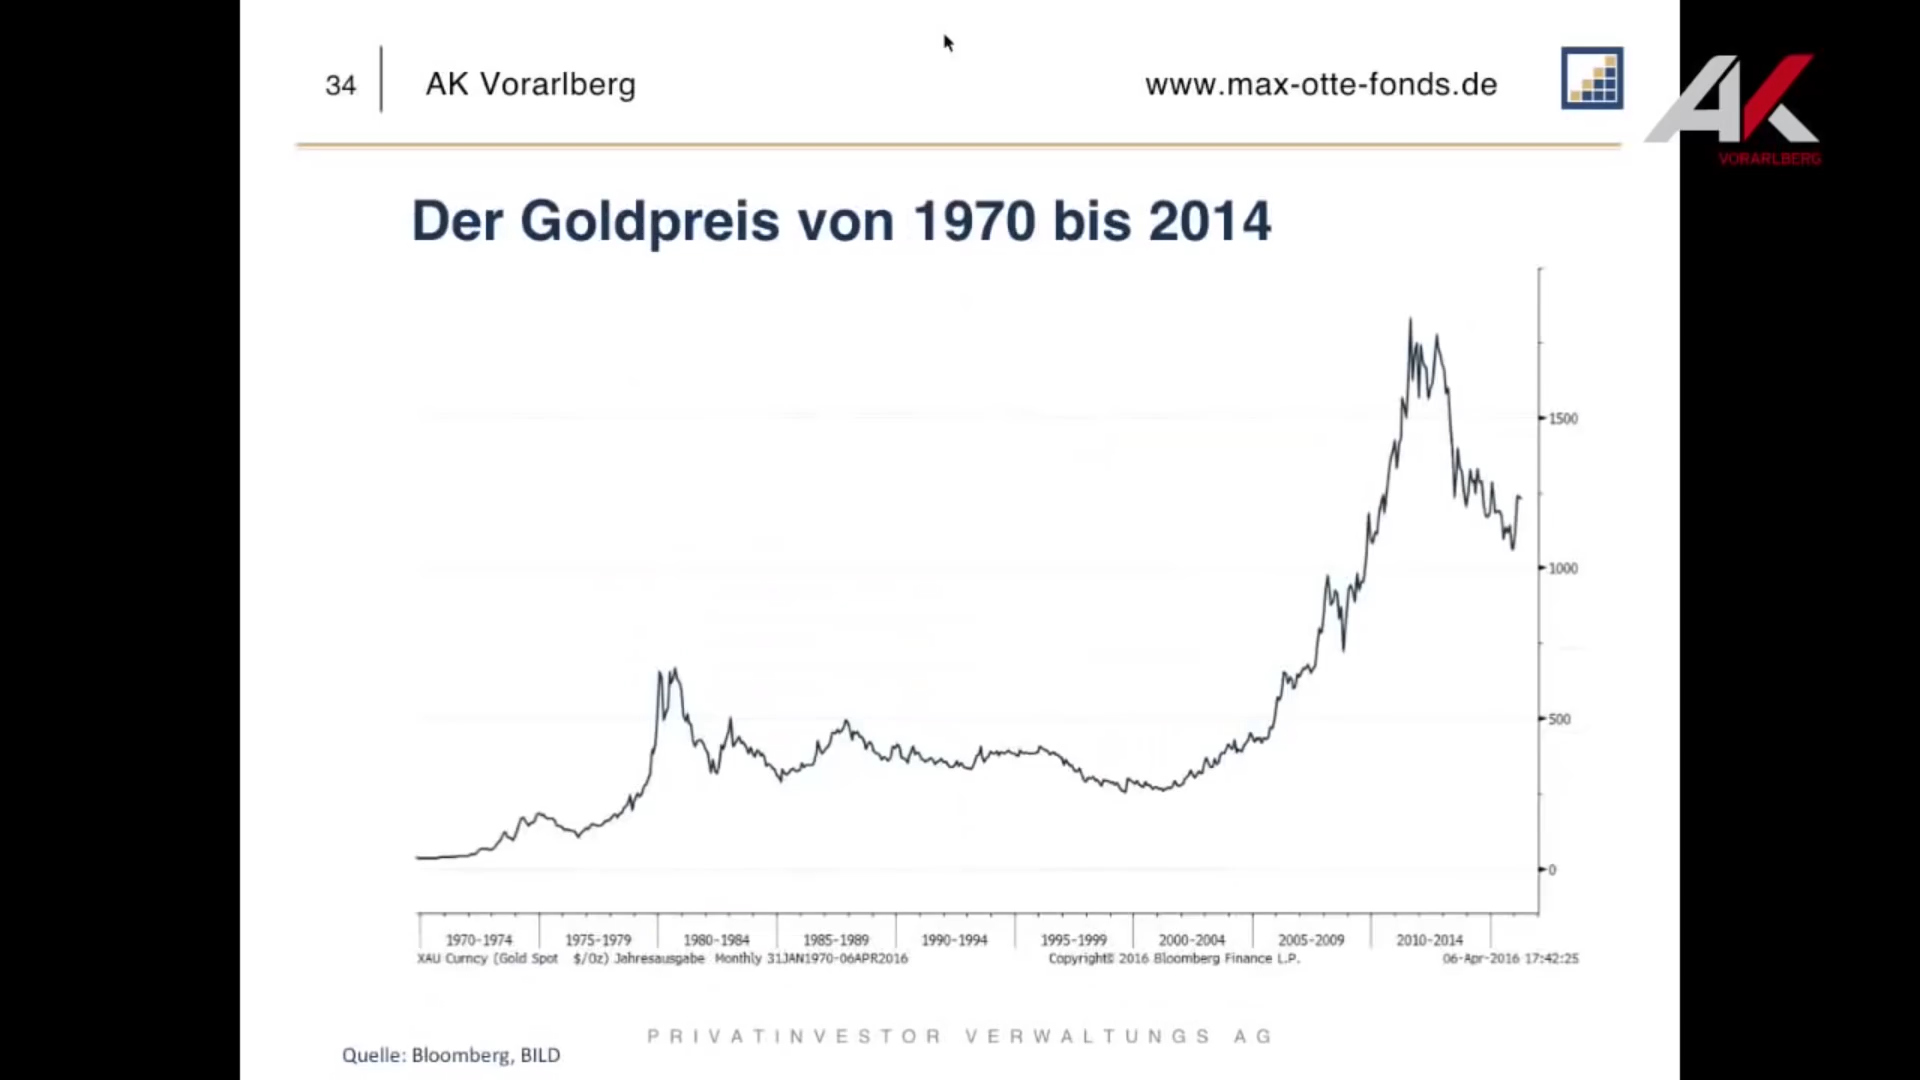 34 AK Vorarlberg www.max-otte-fonds.de
AK
VORARLBERG
Der Goldpreis von 1970 bis 2014
1500
1000
500
0
1970-1974 1975-1979 1980-1984 1985-1989 1990-1994 1995-1999 2000-2004 2005-2009 2010-2014
XAU Curncy (Gold Spot $/Oz) Jahresausgabe Monthly 31JAN1970-06APR2016 Copyright© 2016 Bloomberg Finance L.P. 06-Apr-2016 17:42:25
PRIVATINVESTOR VERWALTUNGS AG
Quelle: Bloomberg, BILD